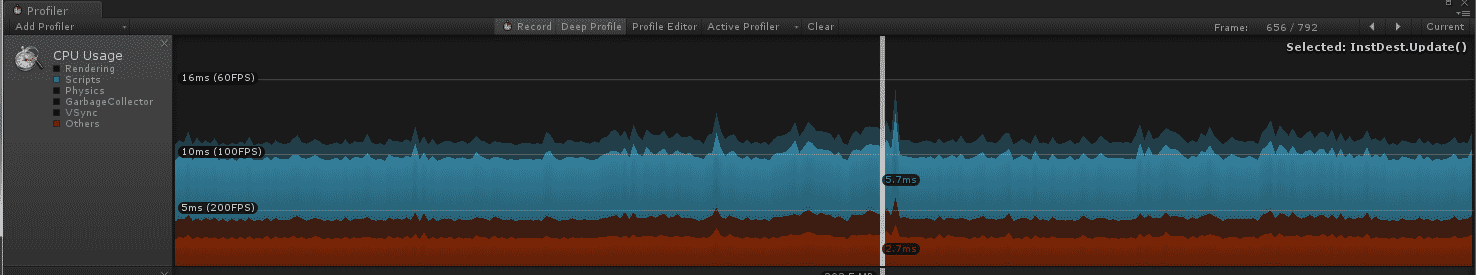 Profiler
Add Profiler Record Deep Profile Profile Editor Active Profiler Clear Frame: 656 / 792 Current
CPU Usage
Rendering
Scripts
Physics
GarbageCollector
VSync
Others
Selected: InstDest.Update()
16ms (60FPS)
10ms (100FPS)
5.7ms
5ms (200FPS)
2.7ms